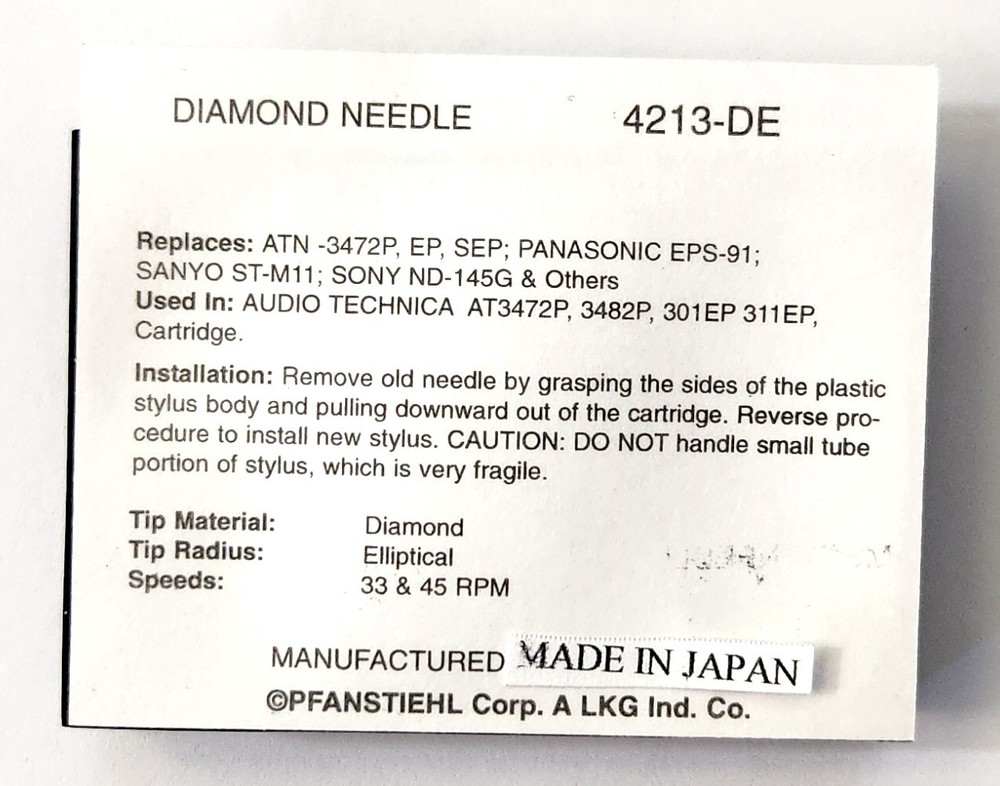 DIAMOND NEEDLE 4213-DE
Replaces: ATN -3472P, EP, SEP; PANASONIC EPS-91;
SANYO ST-M11; SONY ND-145G & Others
Used In: AUDIO TECHNICA AT3472P, 3482P, 301EP 311EP,
Cartridge.
Installation: Remove old needle by grasping the sides of the plastic
stylus body and pulling downward out of the cartridge. Reverse pro-
cedure to install new stylus. CAUTION: DO NOT handle small tube
portion of stylus, which is very fragile.
Tip Material: Diamond
Tip Radius: Elliptical
Speeds: 33 & 45 RPM
MANUFACTURED MADE IN JAPAN
©PFANSTIEHL Corp. A LKG Ind. Co.